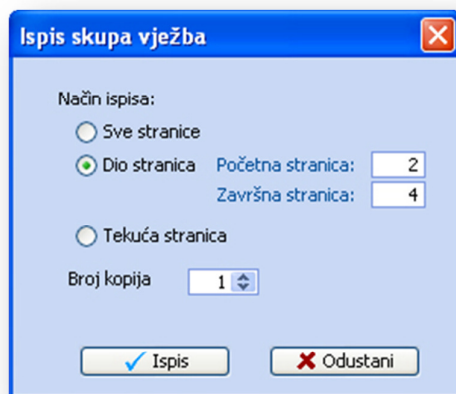 Ispis skupa vježba
Način ispisa:
Sve stranice
Dio stranica Početna stranica: 2
Završna stranica: 4
Tekuća stranica
Broj kopija 1
Ispis Odustani